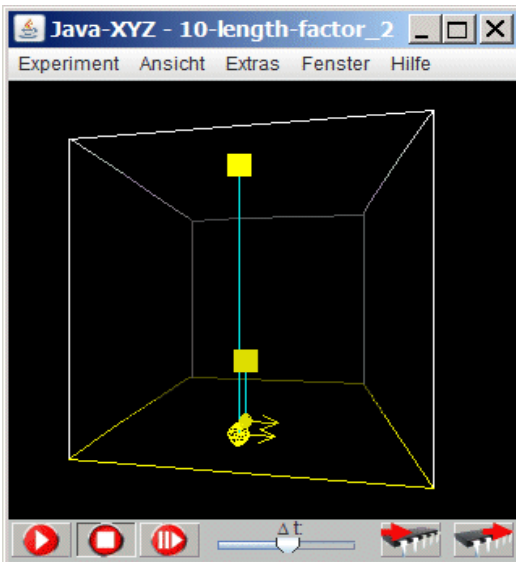 Java-XYZ - 10-length-factor_2
Experiment Ansicht Extras Fenster Hilfe
Δt